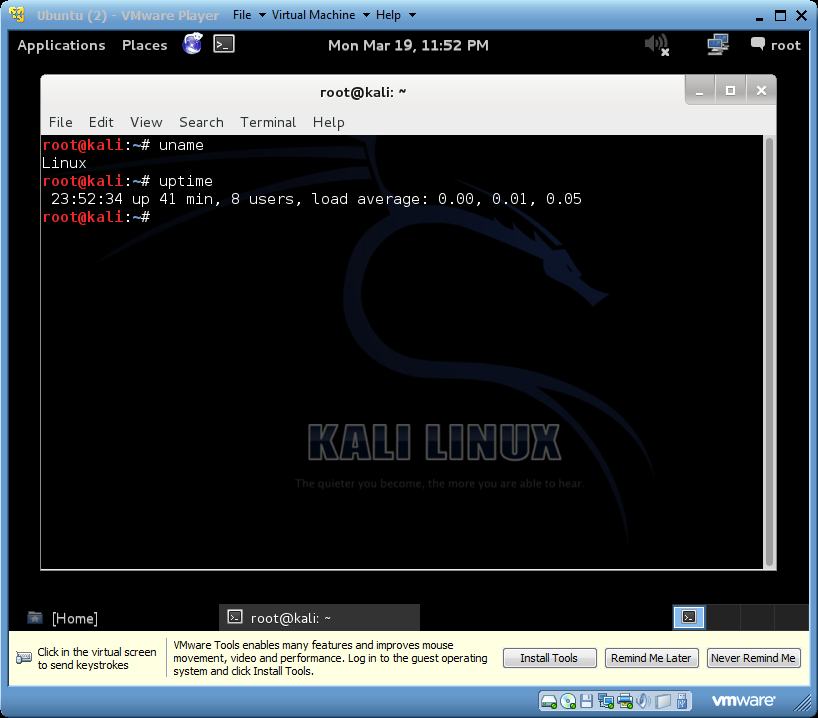 Ubuntu (2) - VMware Player File Virtual Machine Help
Applications Places Mon Mar 19, 11:52 PM root
root@kali: ~
File Edit View Search Terminal Help
root@kali:~# uname
Linux
root@kali:~# uptime
 23:52:34 up 41 min, 8 users, load average: 0.00, 0.01, 0.05
root@kali:~#
KALI LINUX
The quieter you become, the more you are able to hear.
[Home] root@kali: ~
Click in the virtual screen
to send keystrokes
VMware Tools enables many features and improves mouse
movement, video and performance. Log in to the guest operating
system and click Install Tools.
Install Tools Remind Me Later Never Remind Me
vmware